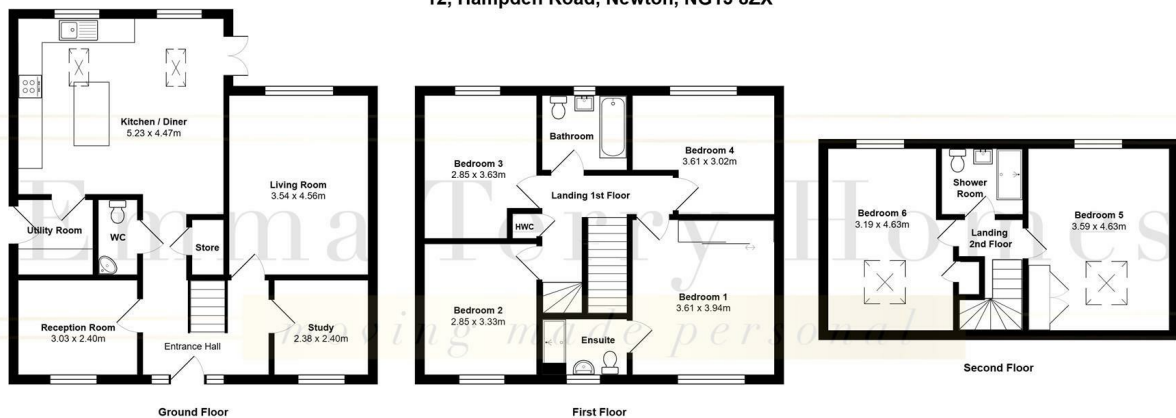 12, Hampden Road, Newton, NG13 8ZX
Kitchen / Diner
5.23 x 4.47m
Living Room
3.54 x 4.56m
Utility Room
WC
Store
Reception Room
3.03 x 2.40m
Entrance Hall
Study
2.38 x 2.40m
Ground Floor
Bedroom 3
2.85 x 3.63m
Bathroom
Bedroom 4
3.61 x 3.02m
Landing 1st Floor
HWC
Bedroom 2
2.85 x 3.33m
Bedroom 1
3.61 x 3.94m
Ensuite
First Floor
Shower
Room
Bedroom 6
3.19 x 4.63m
Bedroom 5
3.59 x 4.63m
Landing
2nd Floor
Second Floor
Emma Terry Homes
moving made personal